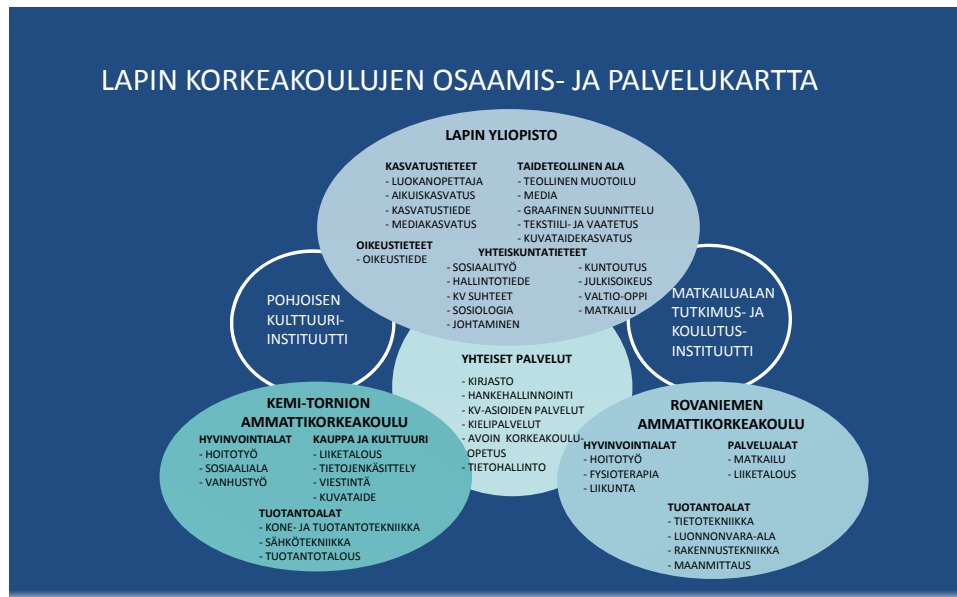 LAPIN KORKEAKOULUJEN OSAAMIS- JA PALVELUKARTTA
LAPIN YLIOPISTO
KASVATUSTIETEET
- LUOKANOPETTAJA
- AIKUISKASVATUS
- KASVATUSTIEDE
- MEDIAKASVATUS
TAIDETEOLLINEN ALA
- TEOLLINEN MUOTOILU
- MEDIA
- GRAAFINEN SUUNNITTELU
- TEKSTIILI- JA VAATETUS
- KUVATAIDEKASVATUS
OIKEUSTIETEET
- OIKEUSTIEDE
YHTEISKUNTATIETEET
- SOSIAALITYÖ
- HALLINTOTIEDE
- KV SUHTEET
- SOSIOLOGIA
- JOHTAMINEN
- KUNTOUTUS
- JULKISOIKEUS
- VALTIO-OPPI
- MATKAILU
POHJOISEN
KULTTUURI-
INSTITUUTTI
MATKAILUALAN
TUTKIMUS- JA
KOULUTUS-
INSTITUUTTI
YHTEISET PALVELUT
- KIRJASTO
- HANKEHALLINNOINTI
- KV-ASIOIDEN PALVELUT
- KIELIPALVELUT
- AVOIN KORKEAKOULU-
OPETUS
- TIETOHALLINTO
KEMI-TORNION
AMMATTIKORKEAKOULU
HYVINVOINTIALAT
- HOITOTYÖ
- SOSIAALIALA
- VANHUSTYÖ
KAUPPA JA KULTTUURI
- LIIKETALOUS
- TIETOJENKÄSITTELY
- VIESTINTÄ
- KUVATAIDE
TUOTANTOALAT
- KONE- JA TUOTANTOTEKNIIKKA
- SÄHKÖTEKNIIKKA
- TUOTANTOTALOUS
ROVANIEMEN
AMMATTIKORKEAKOULU
HYVINVOINTIALAT
- HOITOTYÖ
- FYSIOTERAPIA
- LIIKUNTA
PALVELUALAT
- MATKAILU
- LIIKETALOUS
TUOTANTOALAT
- TIETOTEKNIIKKA
- LUONNONVARA-ALA
- RAKENNUSTEKNIIKKA
- MAANMITTAUS